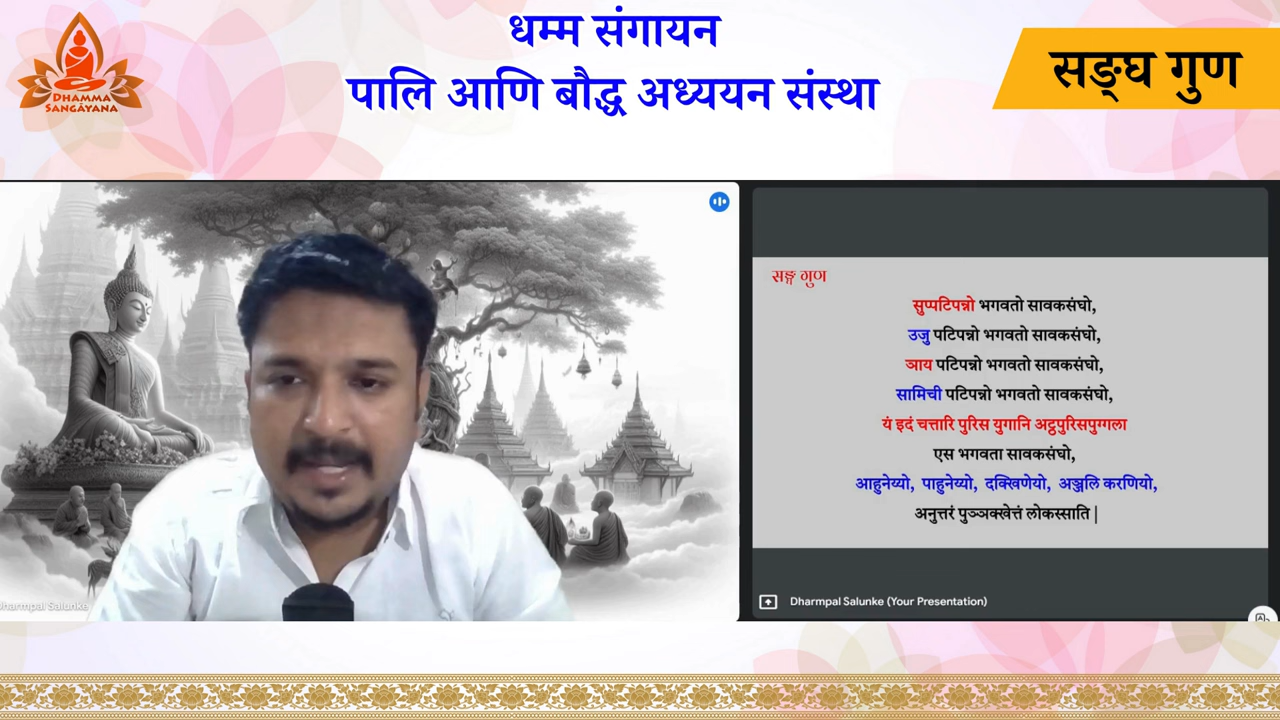 धम्म संगायन
पालि आणि बौद्ध अध्ययन संस्था
सङ्घ गुण
DHAMMA
SANGĀYANA
सङ्घ गुण
सुप्पटिपन्नो भगवतो सावकसंघो,
उजु पटिपन्नो भगवतो सावकसंघो,
ञाय पटिपन्नो भगवतो सावकसंघो,
सामिची पटिपन्नो भगवतो सावकसंघो,
यं इदं चत्तारि पुरिस युगानि अट्ठपुरिसपुग्गला
एस भगवता सावकसंघो,
आहुनेय्यो, पाहुनेय्यो, दक्खिणेयो, अञ्जलि करणियो,
अनुत्तरं पुञ्ञक्खेत्तं लोकस्साति |
Dharmpal Salunke
Dharmpal Salunke (Your Presentation)